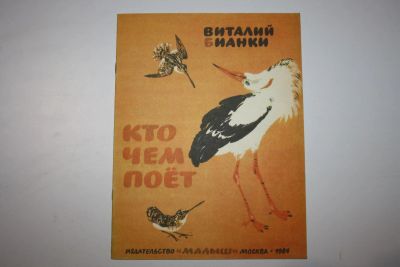 ВИТАЛИЙ
БИАНКИ
КТО
ЧЕМ
ПОЁТ
ИЗДАТЕЛЬСТВО «МАЛЫШ» МОСКВА · 1984